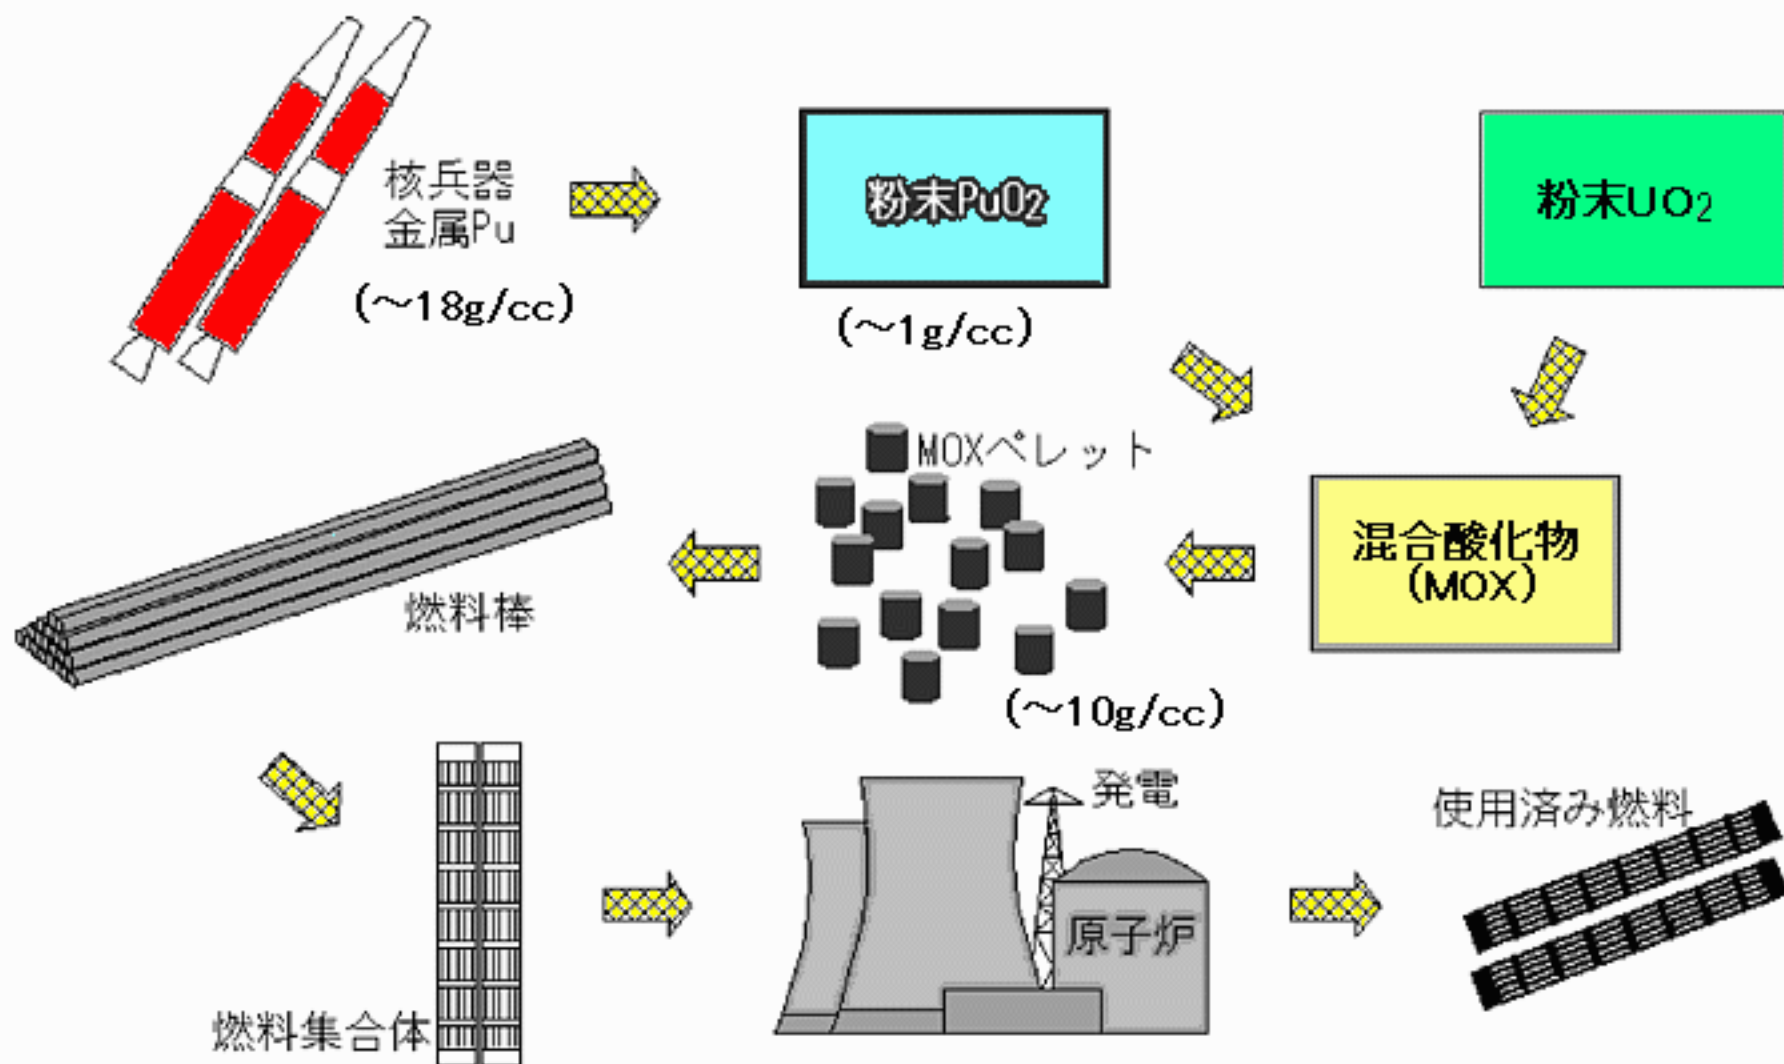 核兵器
金属Pu
(～18g/cc)
粉末PuO2
(～1g/cc)
粉末UO2
MOXペレット
(～10g/cc)
混合酸化物
(MOX)
燃料棒
燃料集合体
発電
原子炉
使用済み燃料